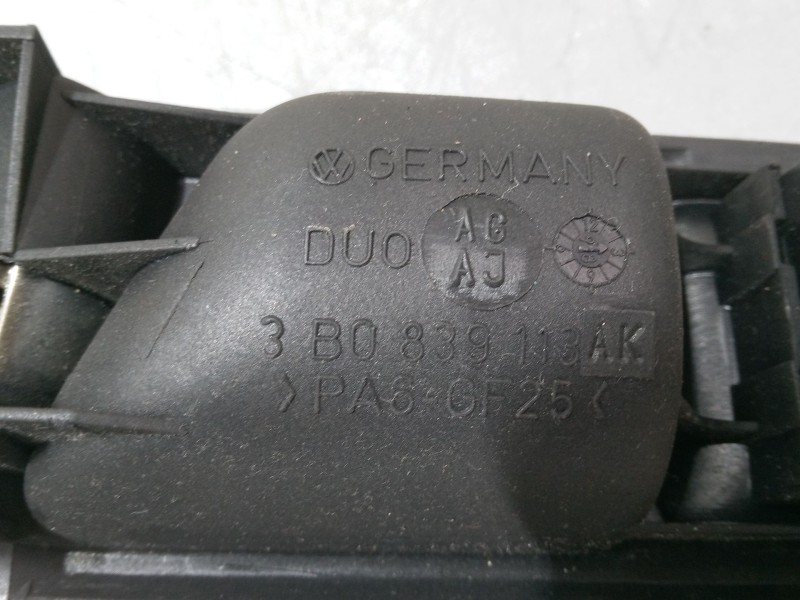 GERMANY
DUO AG
AJ
3 B0 839 113 AK
>PA6-GF25<